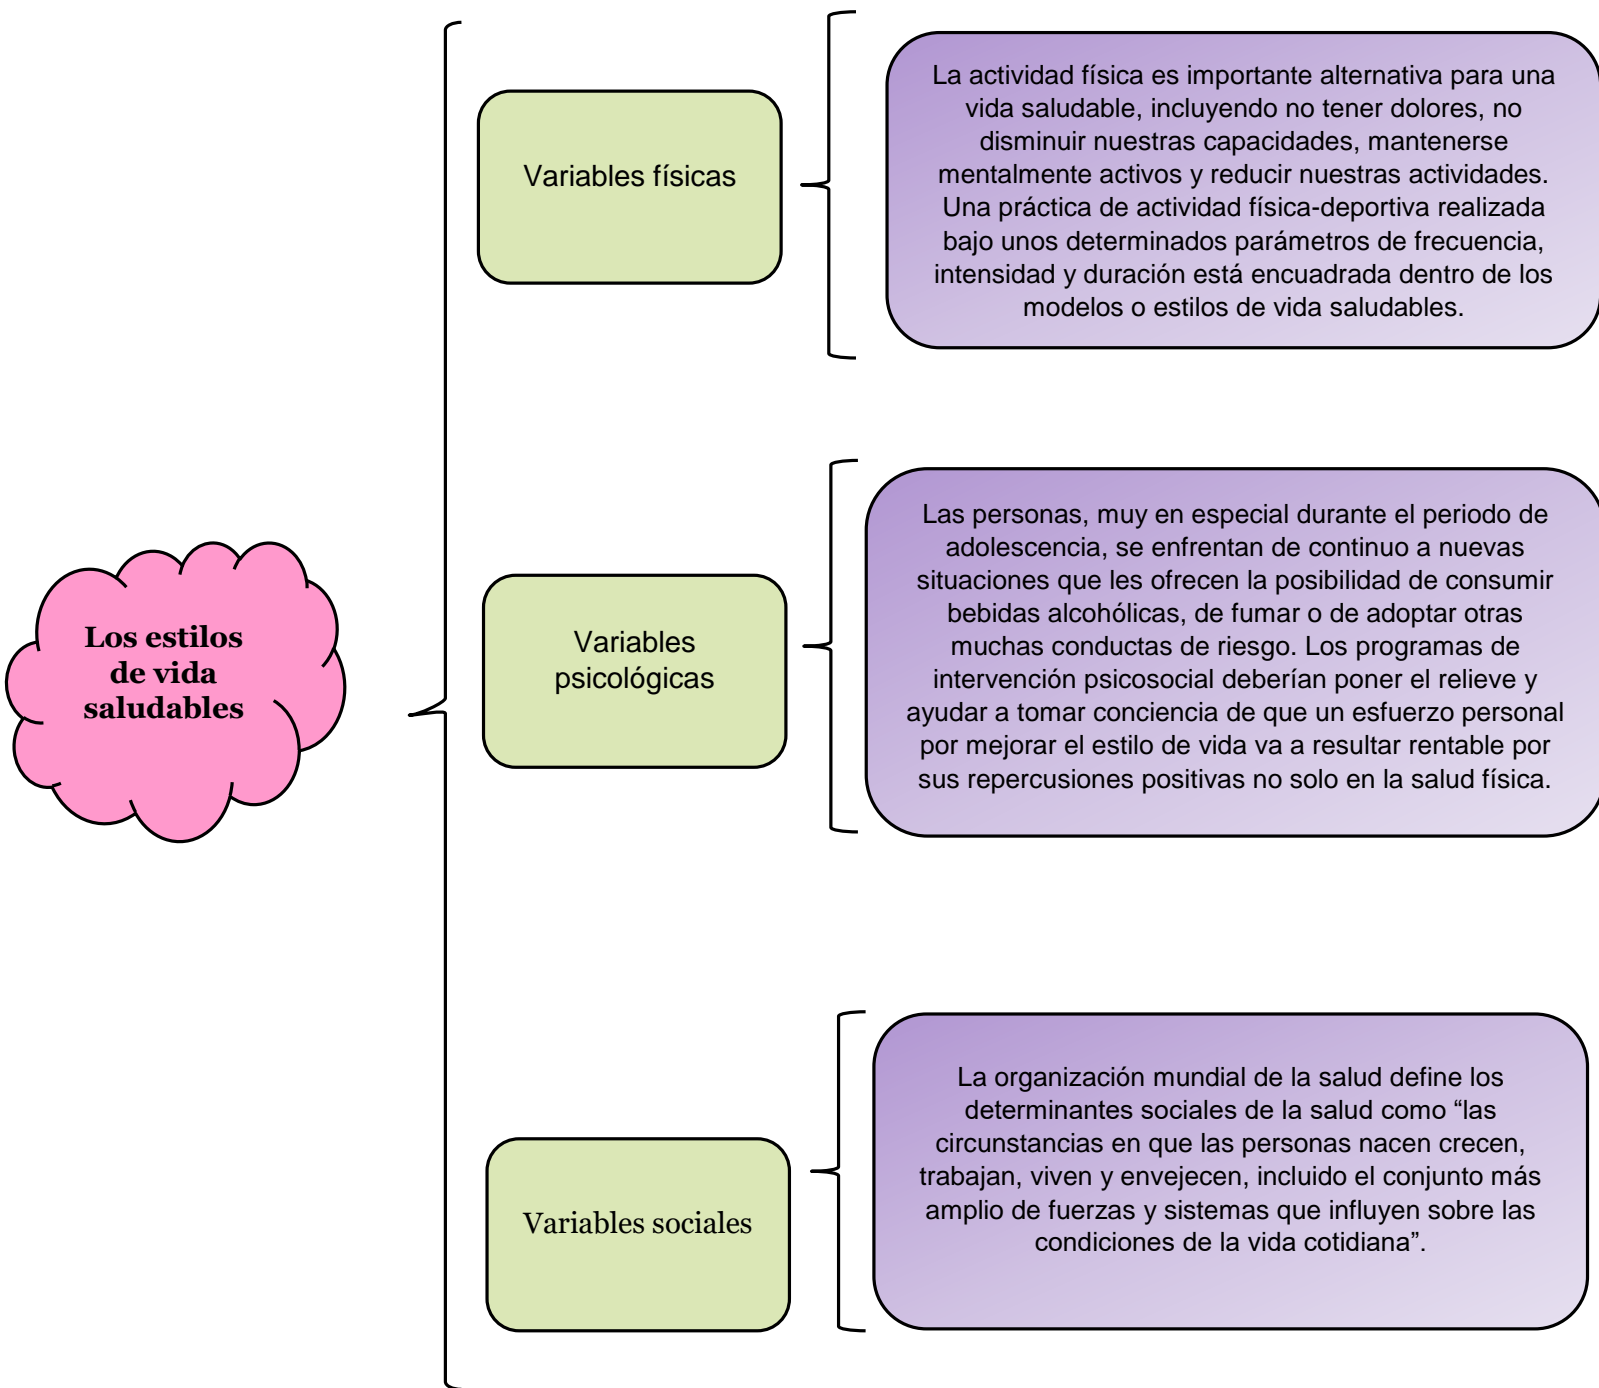 Los estilos
de vida
saludables
Variables físicas
La actividad física es importante alternativa para una
vida saludable, incluyendo no tener dolores, no
disminuir nuestras capacidades, mantenerse
mentalmente activos y reducir nuestras actividades.
Una práctica de actividad física-deportiva realizada
bajo unos determinados parámetros de frecuencia,
intensidad y duración está encuadrada dentro de los
modelos o estilos de vida saludables.
Variables
psicológicas
Las personas, muy en especial durante el periodo de
adolescencia, se enfrentan de continuo a nuevas
situaciones que les ofrecen la posibilidad de consumir
bebidas alcohólicas, de fumar o de adoptar otras
muchas conductas de riesgo. Los programas de
intervención psicosocial deberían poner el relieve y
ayudar a tomar conciencia de que un esfuerzo personal
por mejorar el estilo de vida va a resultar rentable por
sus repercusiones positivas no solo en la salud física.
Variables sociales
La organización mundial de la salud define los
determinantes sociales de la salud como “las
circunstancias en que las personas nacen crecen,
trabajan, viven y envejecen, incluido el conjunto más
amplio de fuerzas y sistemas que influyen sobre las
condiciones de la vida cotidiana”.